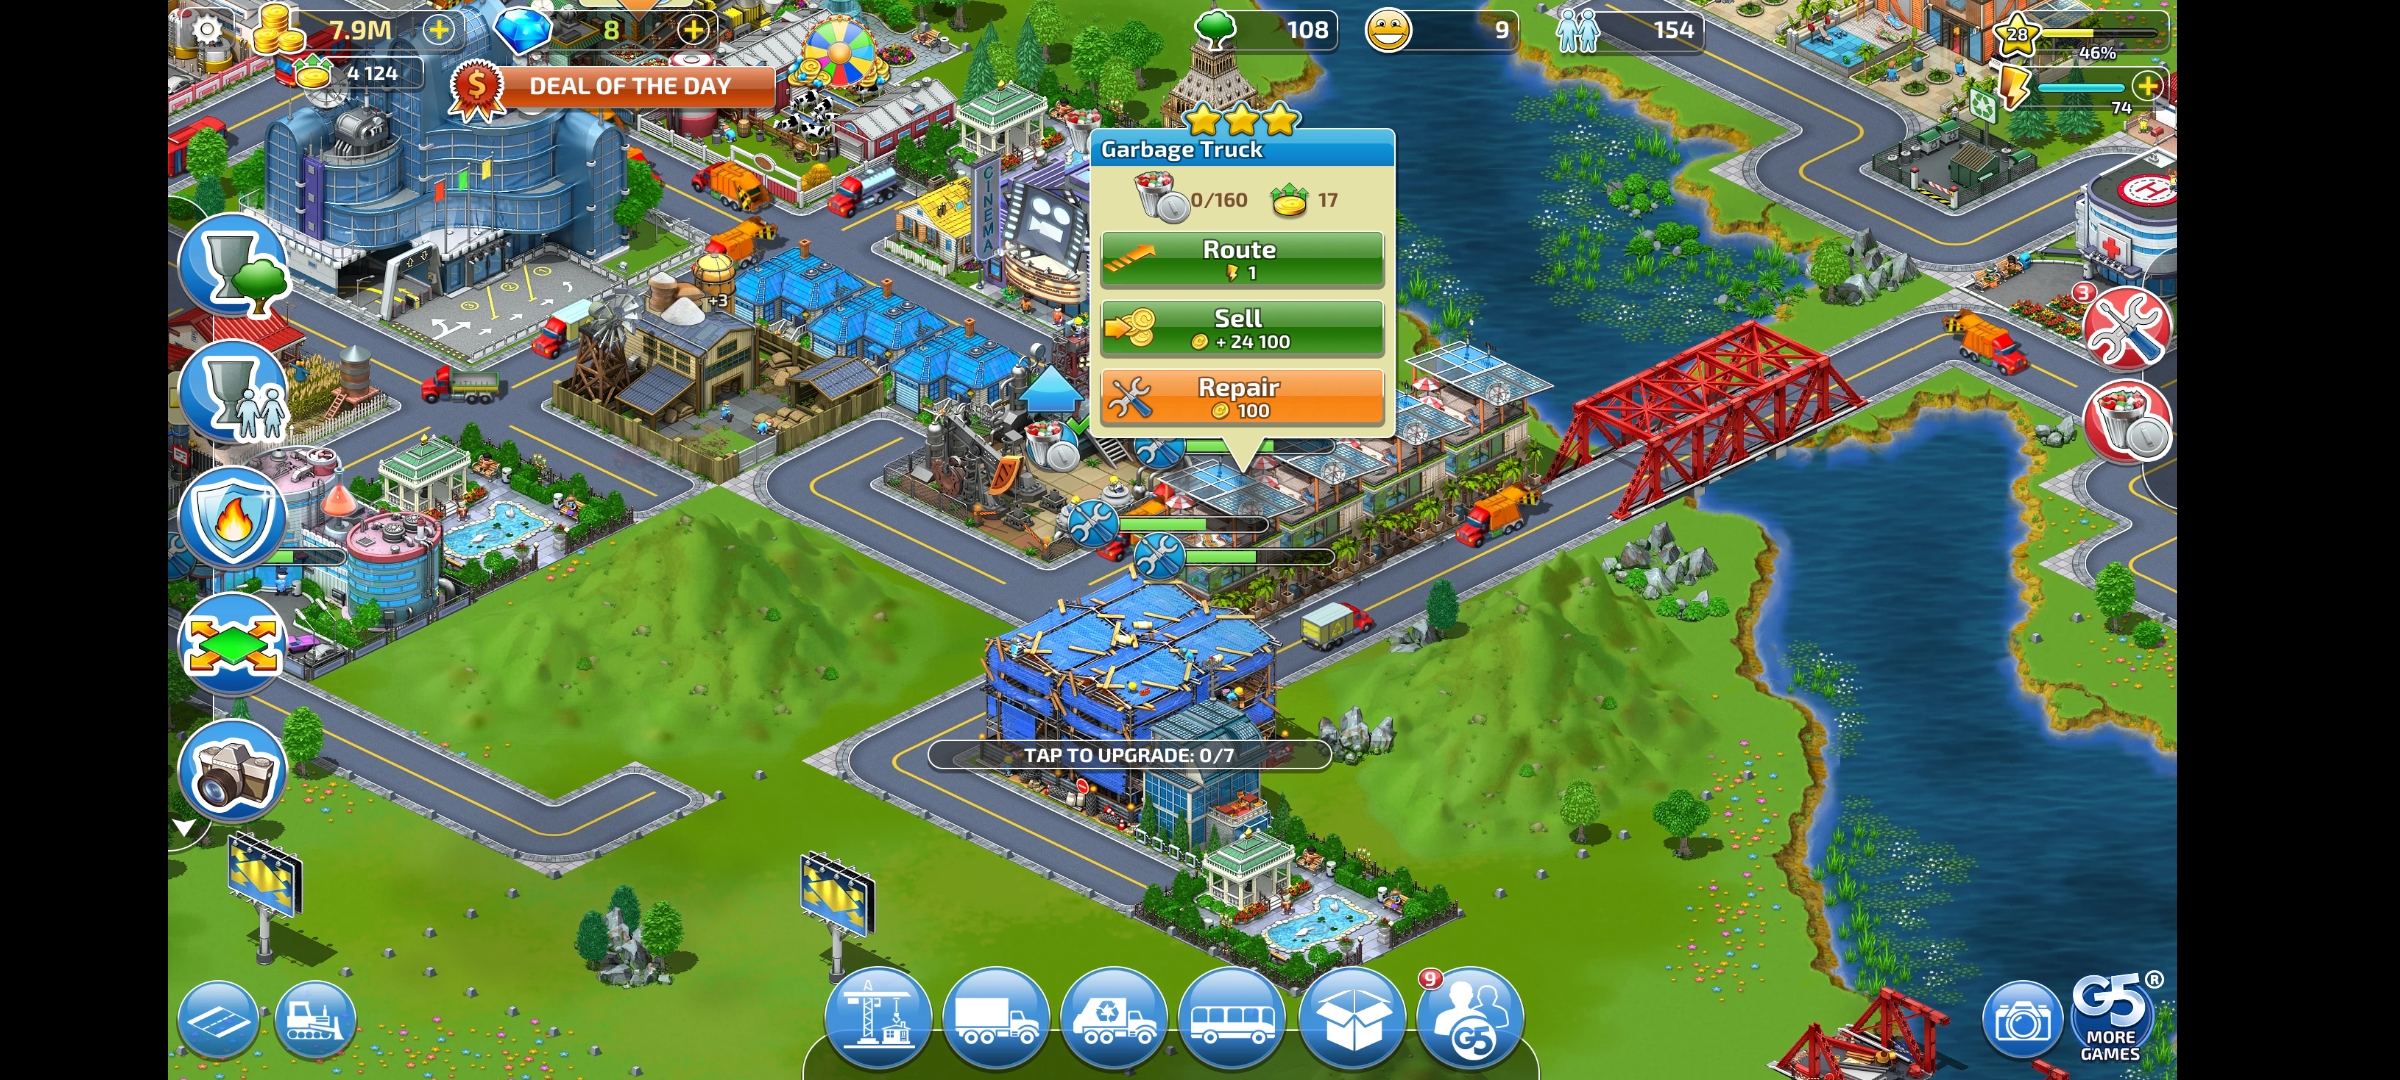 7.9M
8
108
9
154
28
46%
4 124
DEAL OF THE DAY
74
Garbage Truck
0/160
17
Route
1
Sell
+ 24 100
Repair
100
CINEMA
H
+3
3
TAP TO UPGRADE: 0/7
9
G5
G5®
MORE
GAMES